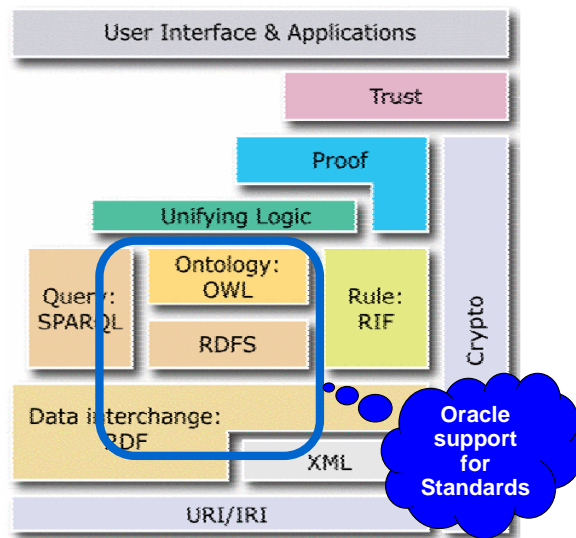 User Interface & Applications
Trust
Proof
Unifying Logic
Ontology:
OWL
Query:
SPARQL
Rule:
RIF
RDFS
Crypto
Data interchange:
RDF
XML
URI/IRI
Oracle
support
for
Standards